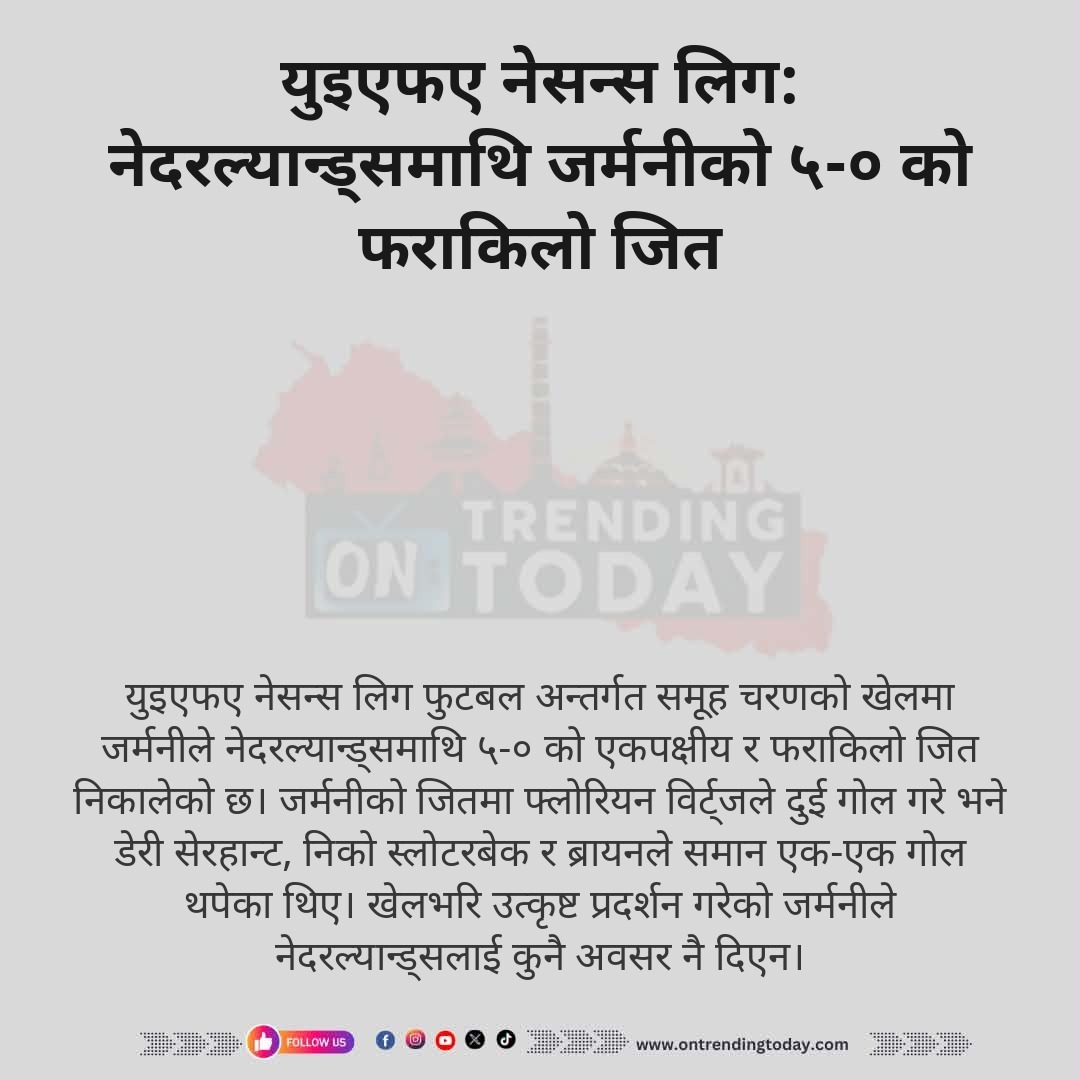 युइएफए नेसन्स लिग:
नेदरल्यान्ड्समाथि जर्मनीको ५-० को
फराकिलो जित
TRENDING
ON TODAY
युइएफए नेसन्स लिग फुटबल अन्तर्गत समूह चरणको खेलमा
जर्मनीले नेदरल्यान्ड्समाथि ५-० को एकपक्षीय र फराकिलो जित
निकालेको छ। जर्मनीको जितमा फ्लोरियन विर्ट्जले दुई गोल गरे भने
डेरी सेरहान्ट, निको स्लोटरबेक र ब्रायनले समान एक-एक गोल
थपेका थिए। खेलभरि उत्कृष्ट प्रदर्शन गरेको जर्मनीले
नेदरल्यान्ड्सलाई कुनै अवसर नै दिएन।
FOLLOW US www.ontrendingtoday.com